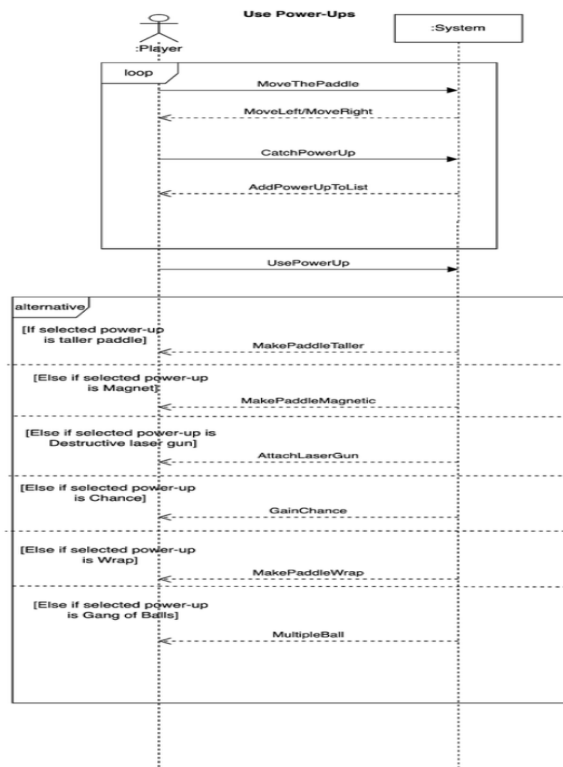 Use Power-Ups
:Player
:System
loop
MoveThePaddle
MoveLeft/MoveRight
CatchPowerUp
AddPowerUpToList
UsePowerUp
alternative
[If selected power-up
is taller paddle]
MakePaddleTaller
[Else if selected power-up
is Magnet]
MakePaddleMagnetic
[Else if selected power-up is
Destructive laser gun]
AttachLaserGun
[Else if selected power-up
is Chance]
GainChance
[Else if selected power-up
is Wrap]
MakePaddleWrap
[Else if selected power-up
is Gang of Balls]
MultipleBall